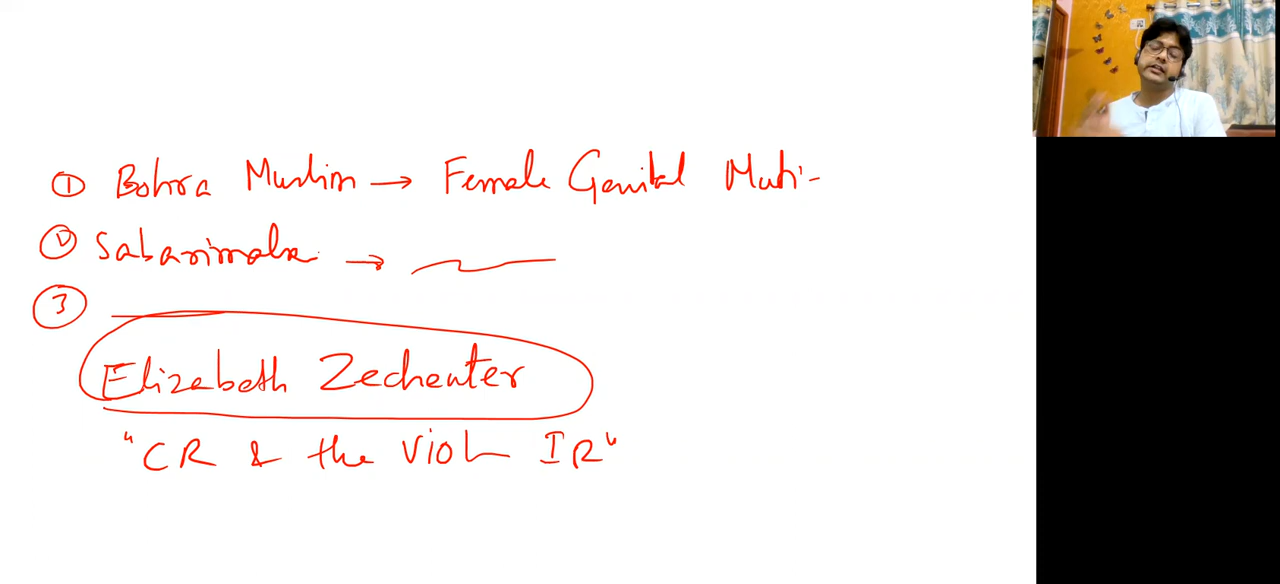 ① Bohra Muslim → Female Genital Muti-
② Sabarimala →
③
Elizabeth Zechenter
"CR & the Viol IR"